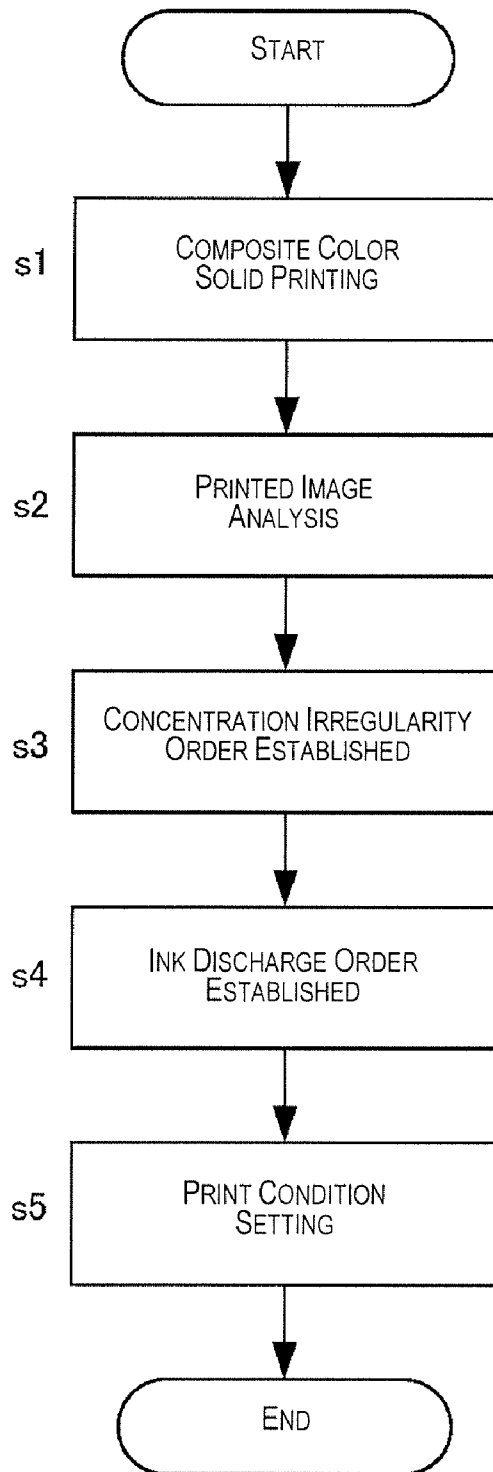 START
s1
COMPOSITE COLOR
SOLID PRINTING
s2
PRINTED IMAGE
ANALYSIS
s3
CONCENTRATION IRREGULARITY
ORDER ESTABLISHED
s4
INK DISCHARGE ORDER
ESTABLISHED
s5
PRINT CONDITION
SETTING
END